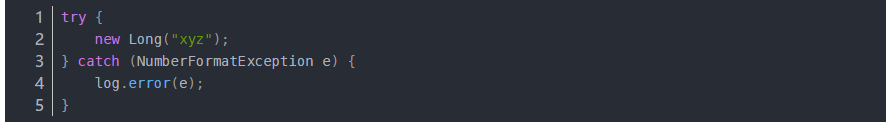 1 try {
2     new Long("xyz");
3 } catch (NumberFormatException e) {
4     log.error(e);
5 }